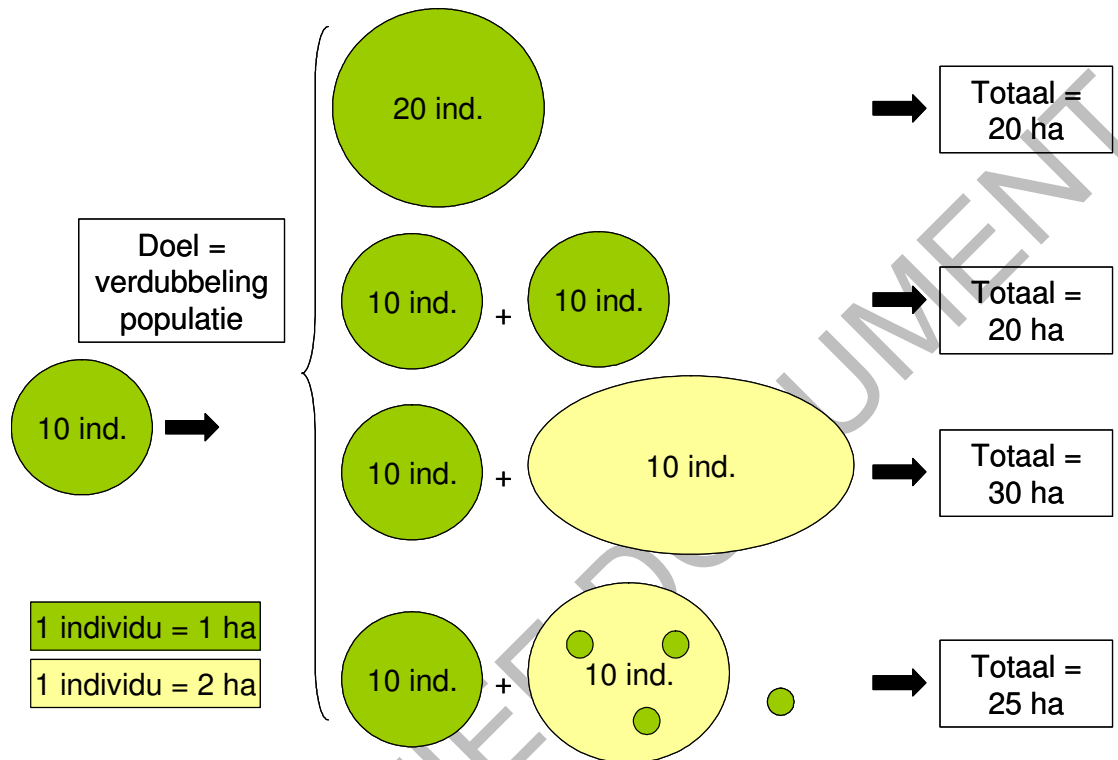 20 ind.
Totaal =
20 ha
Doel =
verdubbeling
populatie
10 ind.
+
10 ind.
Totaal =
20 ha
10 ind.
10 ind.
+
10 ind.
Totaal =
30 ha
1 individu = 1 ha
1 individu = 2 ha
10 ind.
+
10 ind.
Totaal =
25 ha